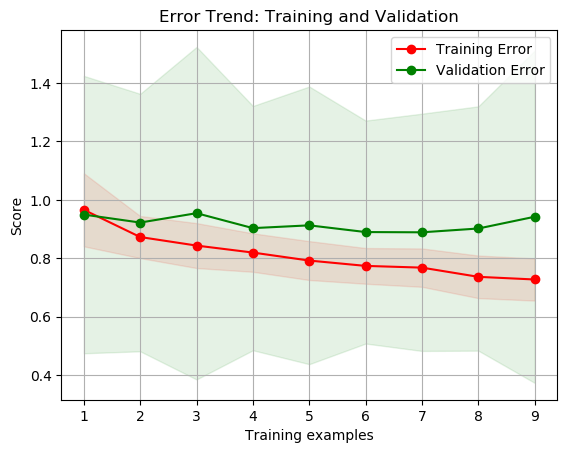 Error Trend: Training and Validation
Training Error
Validation Error
Score
1.4
1.2
1.0
0.8
0.6
0.4
1 2 3 4 5 6 7 8 9
Training examples